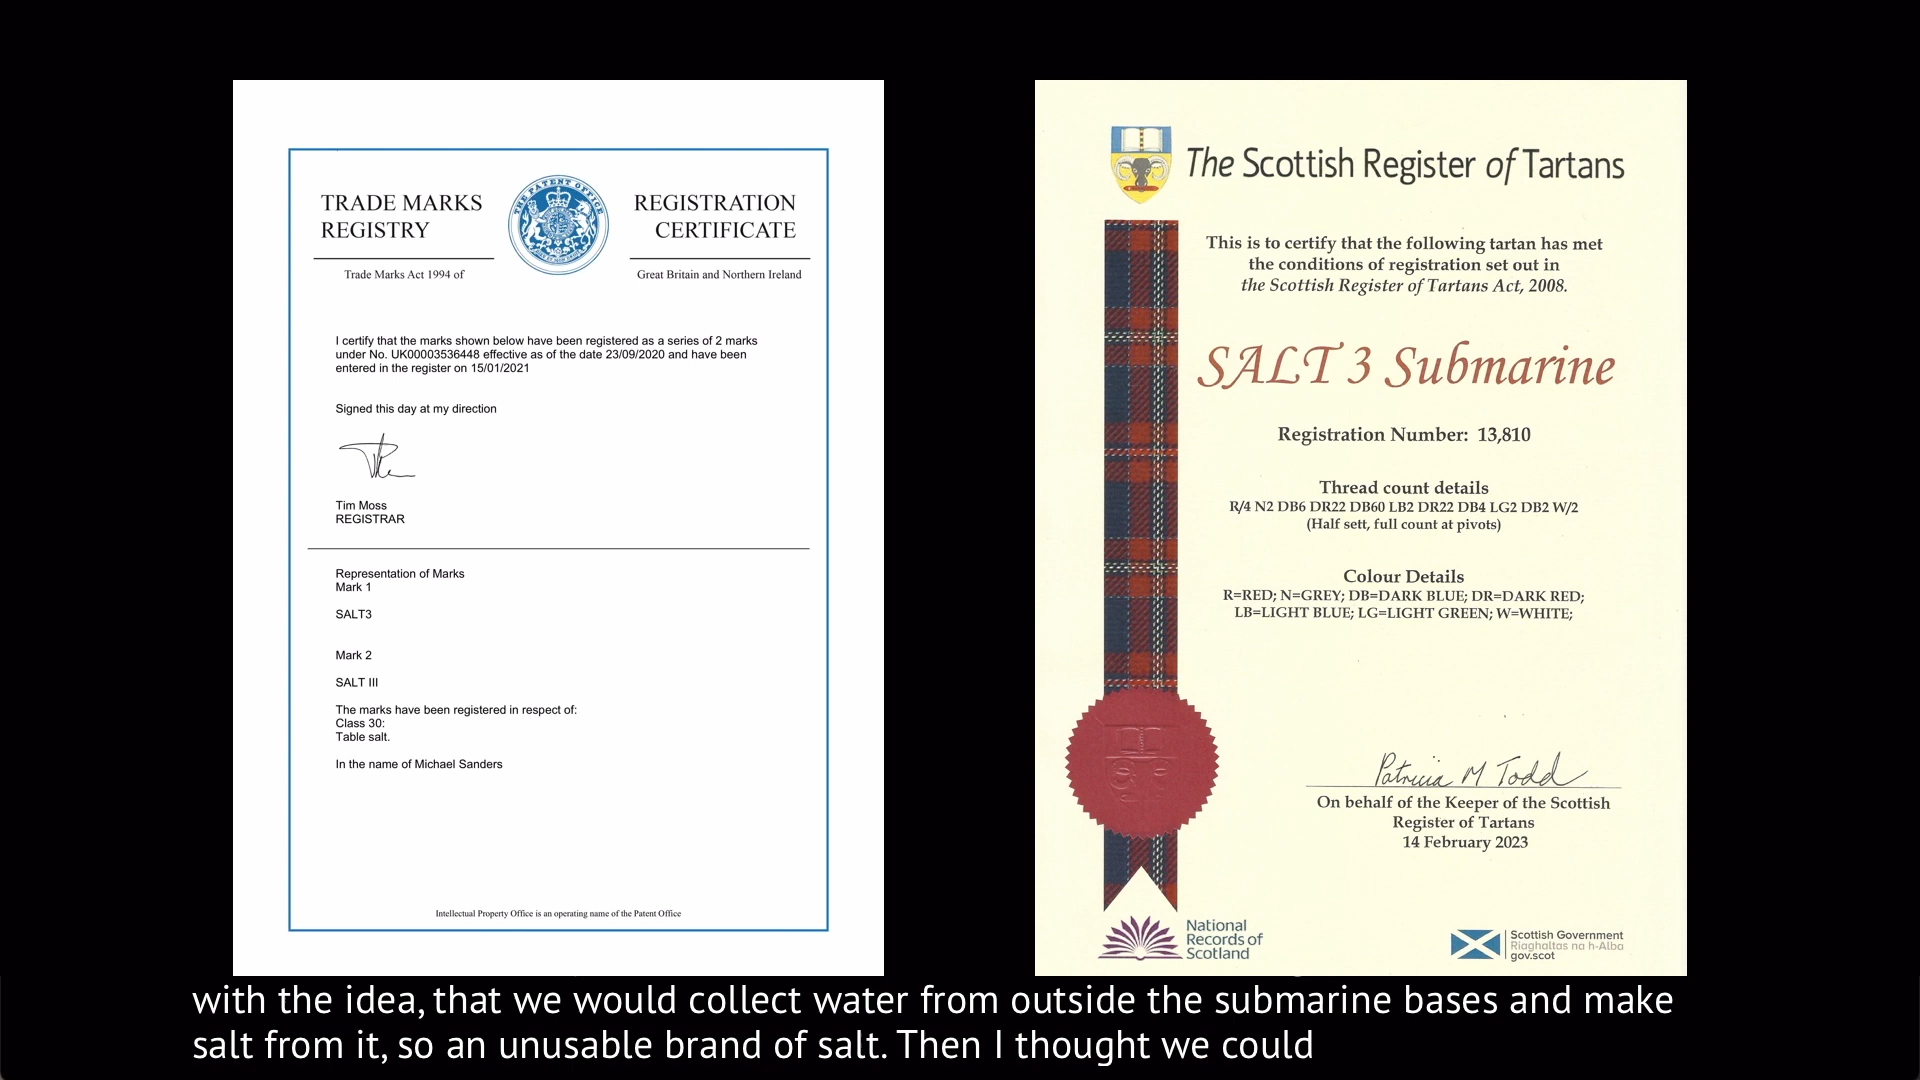 TRADE MARKS
REGISTRY
THE PATENT OFFICE
REGISTRATION
CERTIFICATE
Trade Marks Act 1994 of
Great Britain and Northern Ireland
I certify that the marks shown below have been registered as a series of 2 marks
under No. UK00003536448 effective as of the date 23/09/2020 and have been
entered in the register on 15/01/2021
Signed this day at my direction
Tim Moss
REGISTRAR
Representation of Marks
Mark 1
SALT3
Mark 2
SALT III
The marks have been registered in respect of:
Class 30:
Table salt.
In the name of Michael Sanders
Intellectual Property Office is an operating name of the Patent Office
The Scottish Register of Tartans
This is to certify that the following tartan has met
the conditions of registration set out in
the Scottish Register of Tartans Act, 2008.
SALT 3 Submarine
Registration Number: 13,810
Thread count details
R/4 N2 DB6 DR22 DB60 LB2 DR22 DB4 LG2 DB2 W/2
(Half sett, full count at pivots)
Colour Details
R=RED; N=GREY; DB=DARK BLUE; DR=DARK RED;
LB=LIGHT BLUE; LG=LIGHT GREEN; W=WHITE;
Patricia M Todd
On behalf of the Keeper of the Scottish
Register of Tartans
14 February 2023
National
Records of
Scotland
Scottish Government
Riaghaltas na h-Alba
gov.scot
with the idea, that we would collect water from outside the submarine bases and make
salt from it, so an unusable brand of salt. Then I thought we could